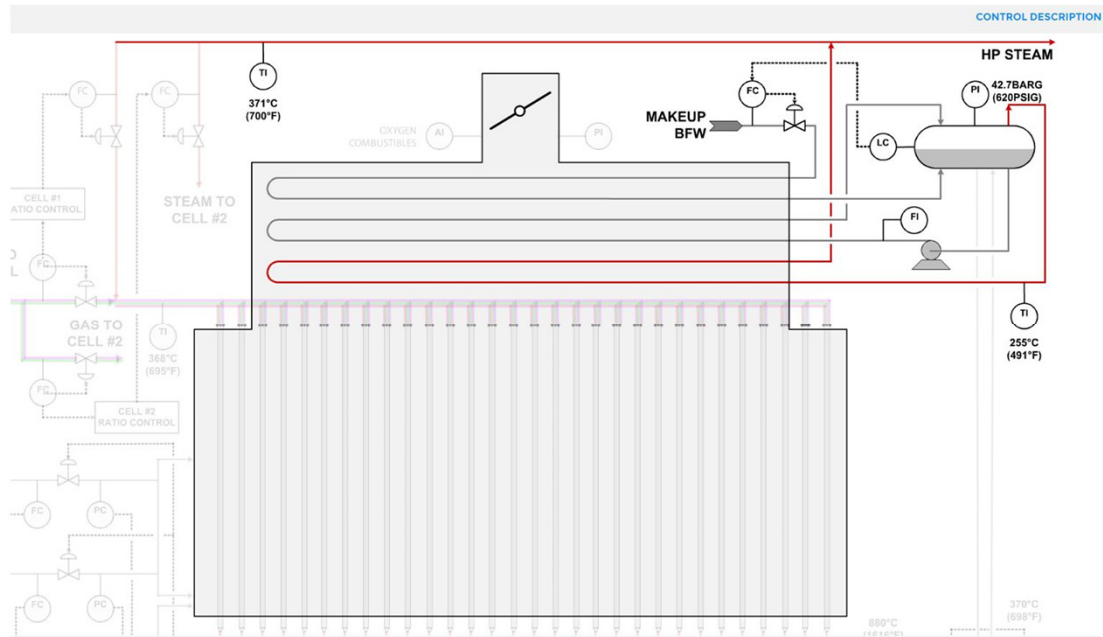 CONTROL DESCRIPTION
HP STEAM
TI
371°C
(700°F)
FC
FC
OXYGEN
COMBUSTIBLES
AI
PI
FC
MAKEUP
BFW
PI
42.7BARG
(620PSIG)
LC
CELL #1
ATIO CONTROL
STEAM TO
CELL #2
FI
FC
L
GAS TO
CELL #2
TI
368°C
(695°F)
TI
255°C
(491°F)
FC
CELL #2
RATIO CONTROL
FC
PC
FC
PC
880°C
(1616°F)
370°C
(698°F)